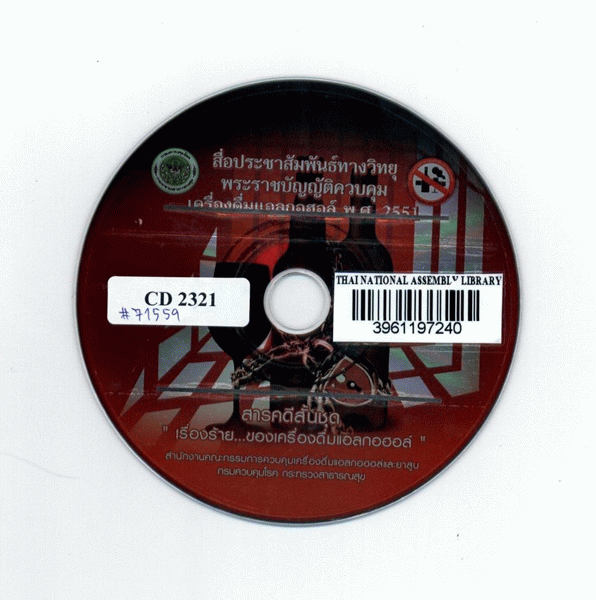 สื่อประชาสัมพันธ์ทางวิทยุ
พระราชบัญญัติควบคุม
เครื่องดื่มแอลกอฮอล์ พ.ศ. 2551
CD 2321
#71559
THAI NATIONAL ASSEMBLY LIBRARY
3961197240
สารคดีสั้นชุด
" เรื่องร้าย...ของเครื่องดื่มแอลกอฮอล์ "
สำนักงานคณะกรรมการควบคุมเครื่องดื่มแอลกอฮอล์และยาสูบ
กรมควบคุมโรค กระทรวงสาธารณสุข